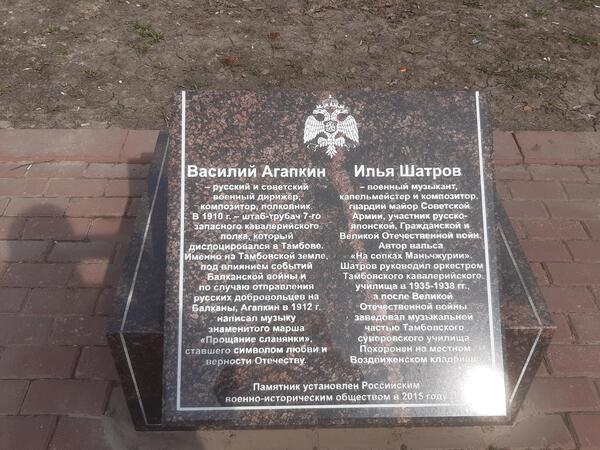 Василий Агапкин
– русский и советский
военный дирижёр,
композитор, полковник.
В 1910 г. – штаб-трубач 7-го
запасного кавалерийского
полка, который
дислоцировался в Тамбове.
Именно на Тамбовской земле,
под влиянием событий
Балканской войны и
по случаю отправления
русских добровольцев на
Балканы, Агапкин в 1912 г.
написал музыку
знаменитого марша
«Прощание славянки»,
ставшего символом любви и
верности Отечеству.
Илья Шатров
– военный музыкант,
капельмейстер и композитор,
гвардии майор Советской
Армии, участник русско-
японской, Гражданской и
Великой Отечественной войн.
Автор вальса
«На сопках Маньчжурии».
Шатров руководил оркестром
Тамбовского кавалерийского
училища в 1935-1938 гг.,
а после Великой
Отечественной войны
заведовал музыкальной
частью Тамбовского
суворовского училища.
Похоронен на местном
Воздвиженском кладбище.
Памятник установлен Российским
военно-историческим обществом в 2015 году